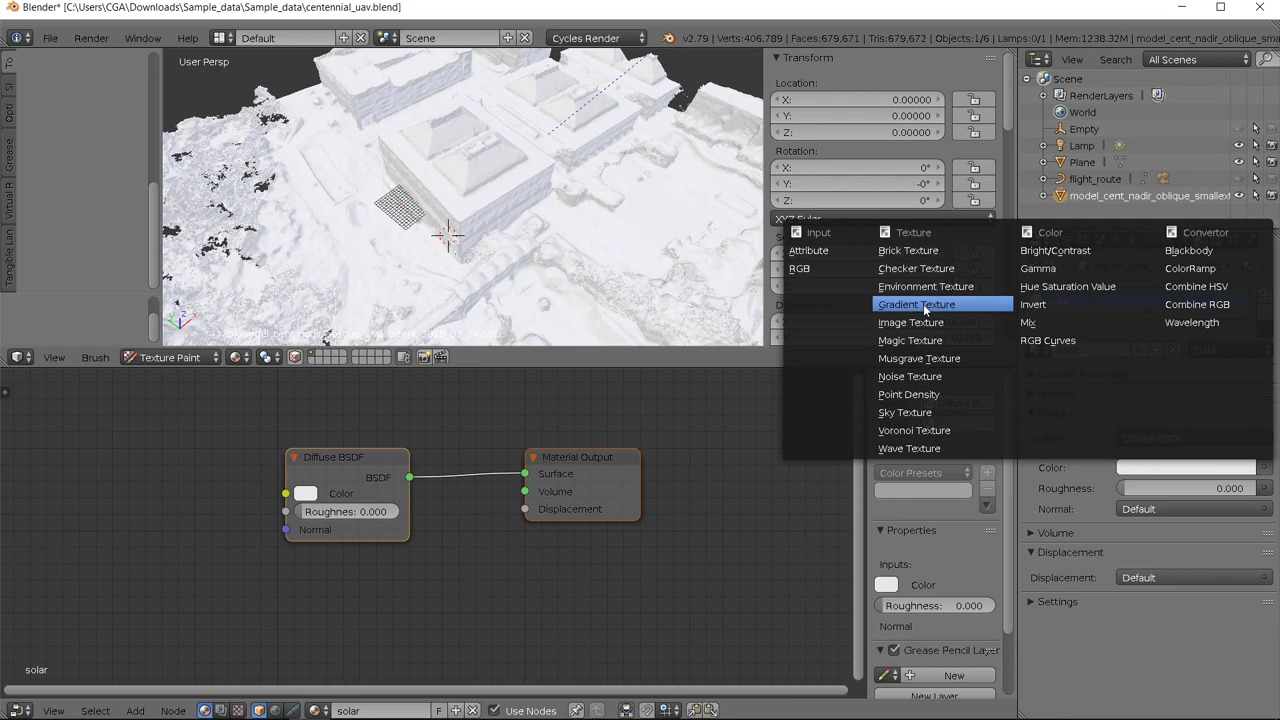 Blender* [C:\Users\CGA\Downloads\Sample_data\Sample_data\centennial_uav.blend]
File Render Window Help Default Scene Cycles Render v2.79 | Verts:406.789 | Faces:679.671 | Tris:679,672 | Objects:1/6 | Lamps:0/1 | Mem:1238.32M | model_cent_nadir_oblique_sma
User Persp
Transform
Location:
X: 0.00000
Y: 0.00000
Z: 0.00000
Rotation:
X: 0°
Y: -0°
Z: 0°
View Search All Scenes
Scene
RenderLayers
World
Empty
Lamp
Plane
flight_route
model_cent_nadir_oblique_smallext
To
Sl
Opti
Grease
Virtual R
Tangible Lan
Input
Attribute
RGB
Texture
Brick Texture
Checker Texture
Environment Texture
Gradient Texture
Image Texture
Magic Texture
Musgrave Texture
Noise Texture
Point Density
Sky Texture
Voronoi Texture
Wave Texture
Color
Bright/Contrast
Gamma
Hue Saturation Value
Invert
Mix
RGB Curves
Convertor
Blackbody
ColorRamp
Combine HSV
Combine RGB
Wavelength
View Brush Texture Paint
Diffuse BSDF
BSDF
Color
Roughnes: 0.000
Normal
Material Output
Surface
Volume
Displacement
Color Presets
Properties
Inputs:
Color
Roughness: 0.000
Normal
Grease Pencil Layer
New
New Layer
Color:
Roughness: 0.000
Normal: Default
Volume
Displacement
Displacement: Default
Settings
solar
View Select Add Node solar F Use Nodes